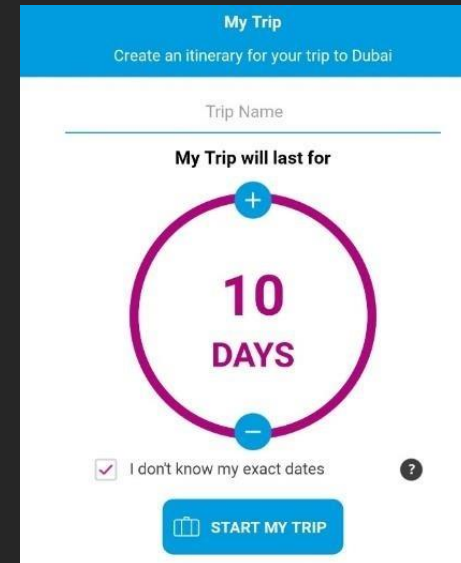 My Trip
Create an itinerary for your trip to Dubai
Trip Name
My Trip will last for
+
10
DAYS
−
I don't know my exact dates
?
START MY TRIP